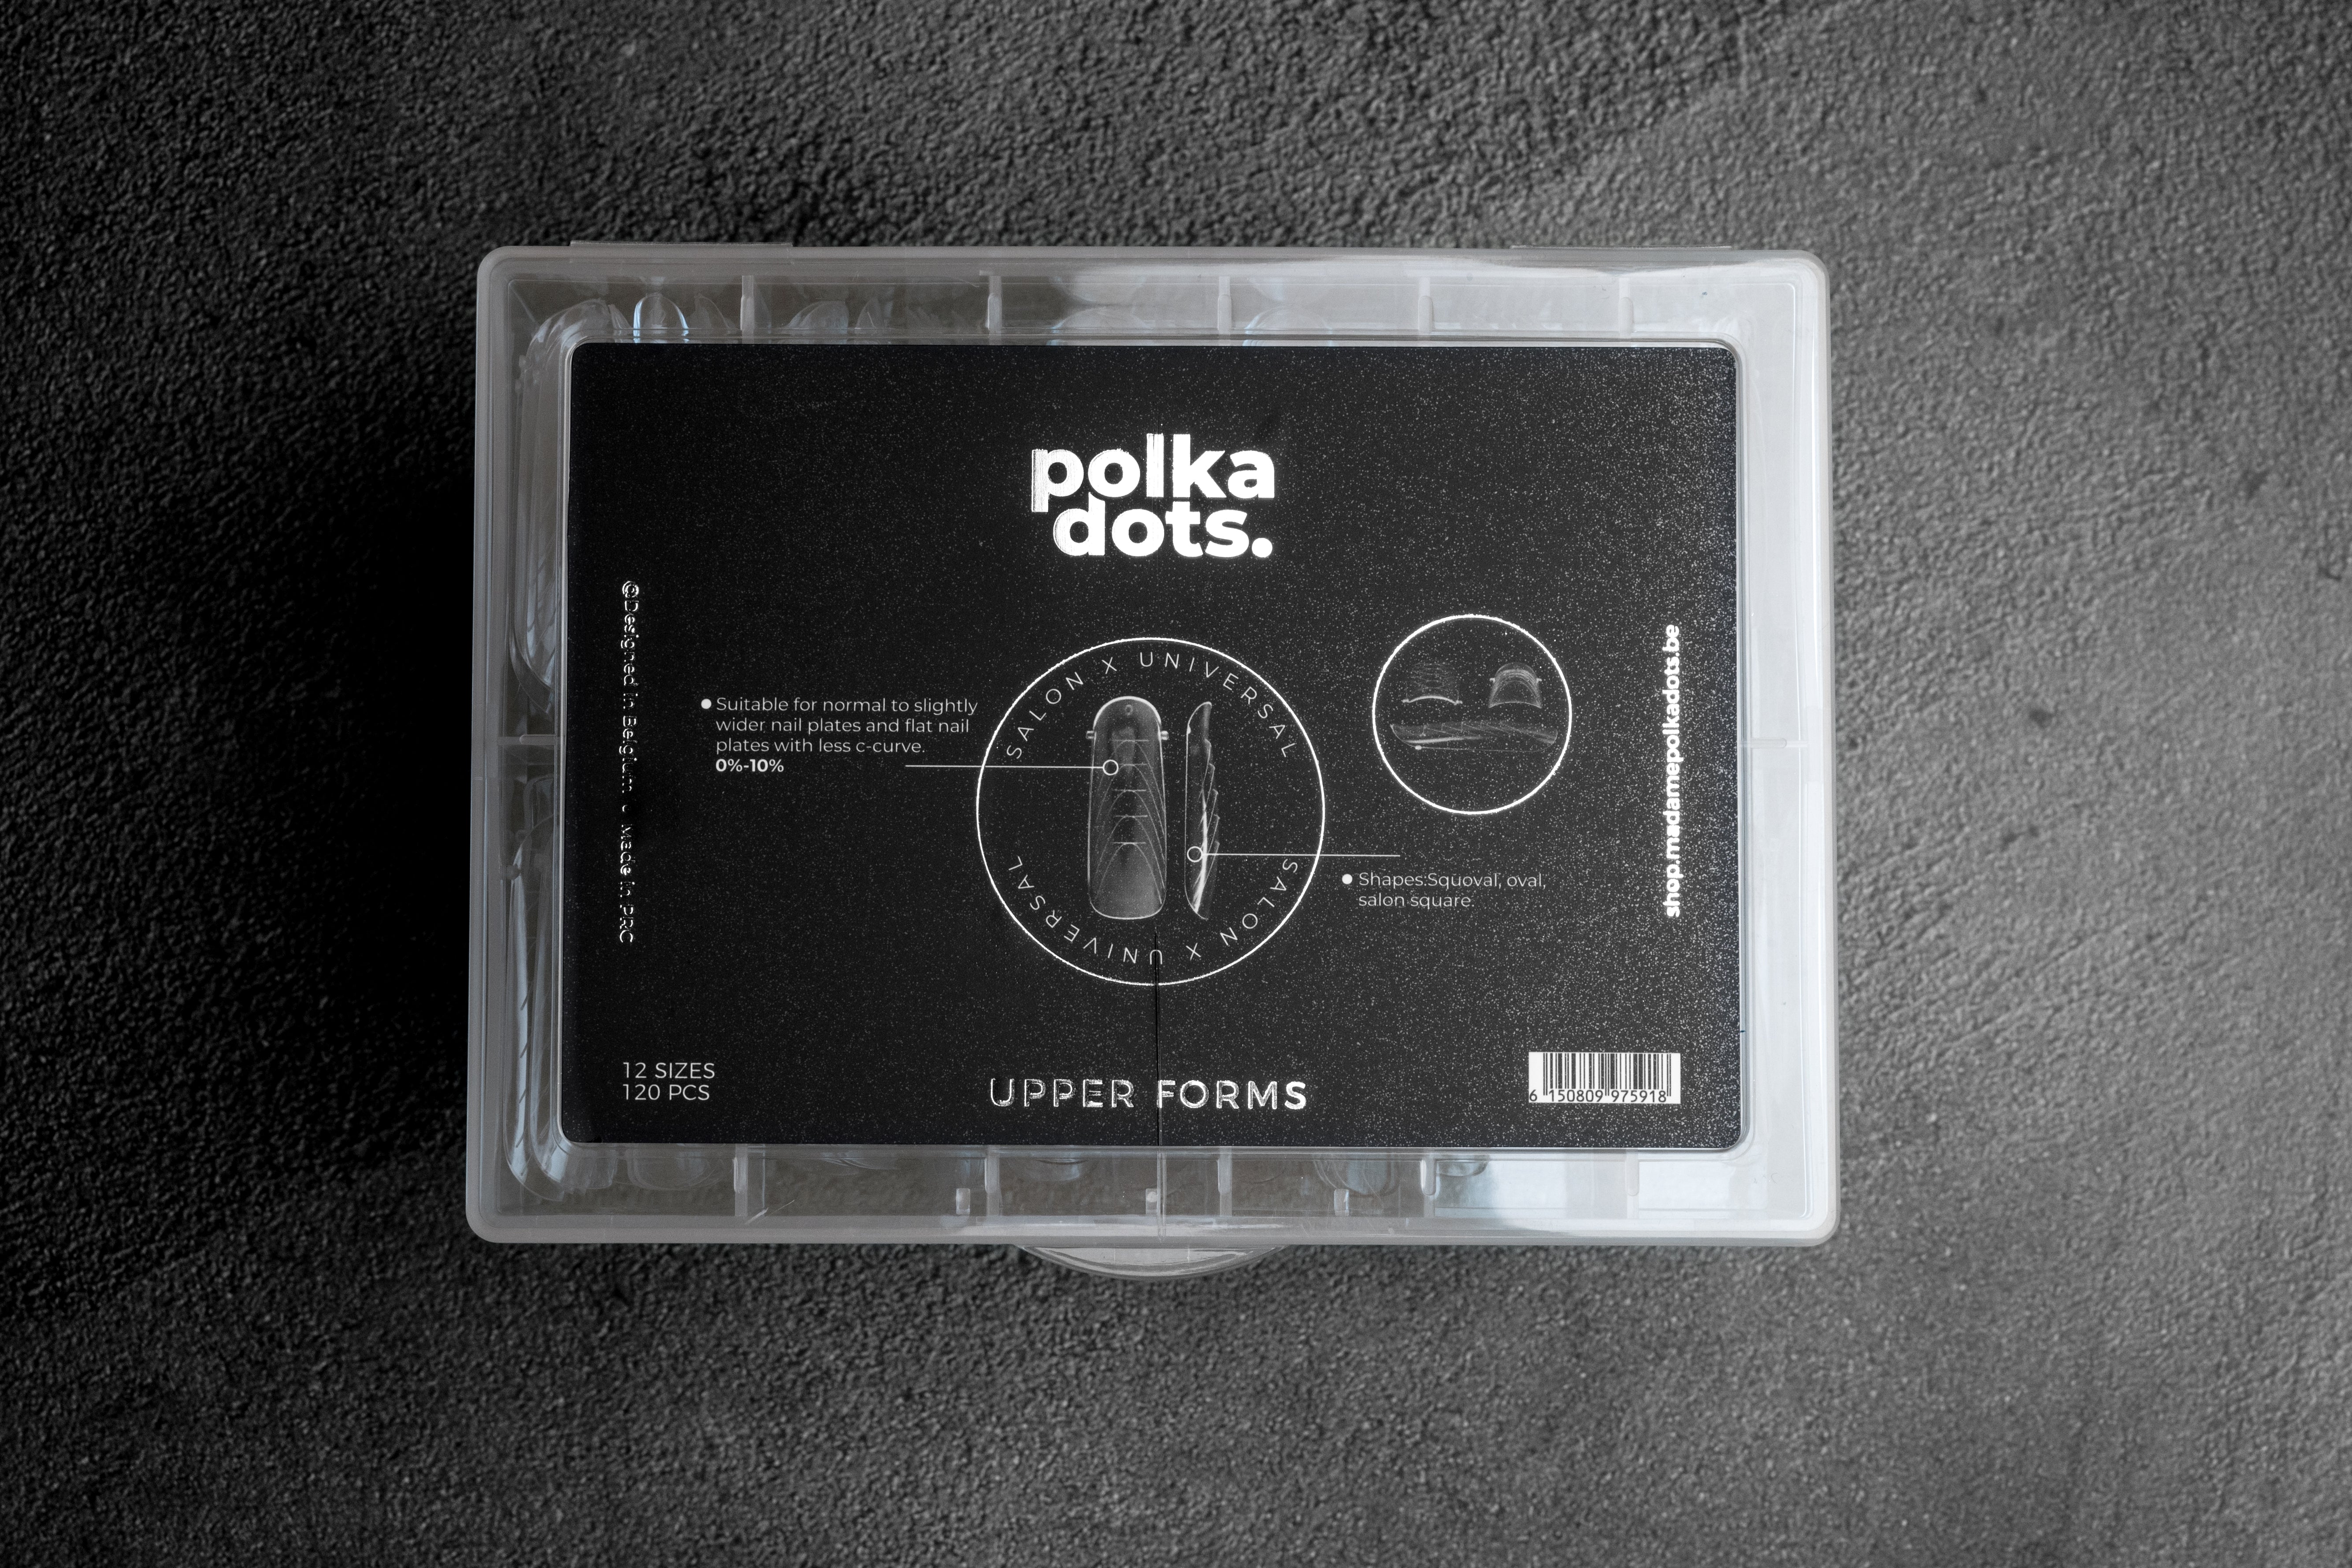 polka
dots.
@Designed in Belgium. Made in PRC
Suitable for normal to slightly
wider nail plates and flat nail
plates with less c-curve.
0%-10%
SALON X UNIVERSAL
SALON X UNIVERSAL
Shapes:Squoval, oval,
salon square.
shop.madamepolkadots.be
12 SIZES
120 PCS
UPPER FORMS
6 150809 975918